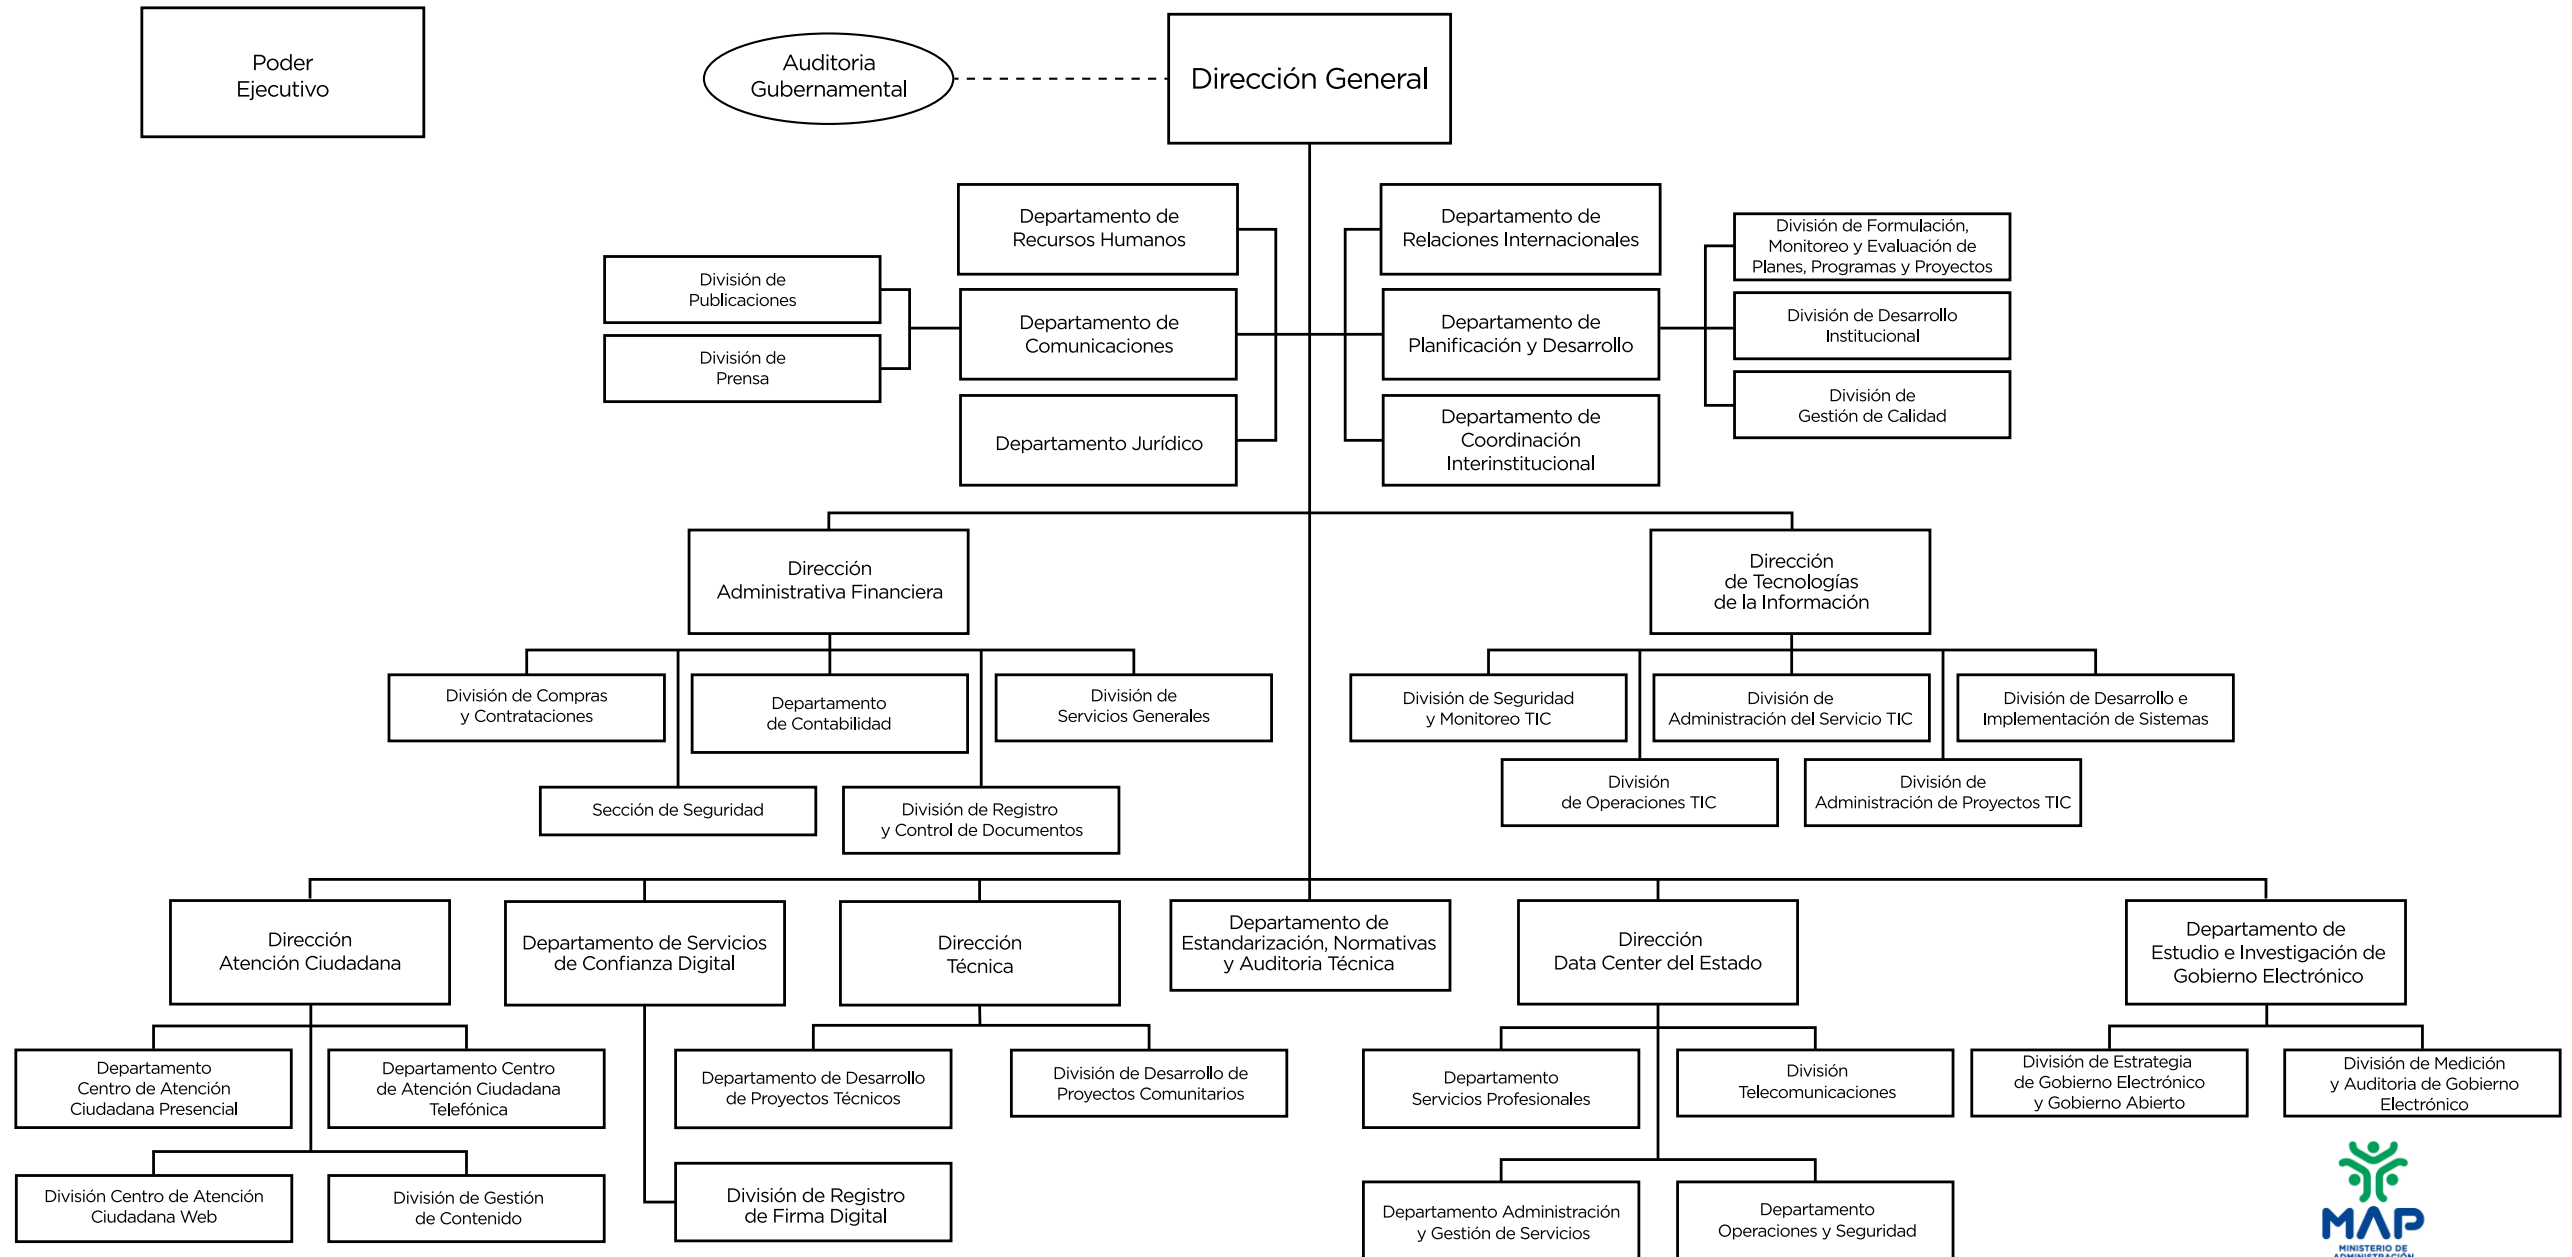 Poder
Ejecutivo
Auditoria
Gubernamental
Dirección General
Departamento de
Recursos Humanos
Departamento de
Relaciones Internacionales
División de Formulación,
Monitoreo y Evaluación de
Planes, Programas y Proyectos
División de
Publicaciones
Departamento de
Comunicaciones
Departamento de
Planificación y Desarrollo
División de Desarrollo
Institucional
División de
Prensa
División de
Gestión de Calidad
Departamento Jurídico
Departamento de
Coordinación
Interinstitucional
Dirección
Administrativa Financiera
Dirección
de Tecnologías
de la Información
División de Compras
y Contrataciones
Departamento
de Contabilidad
División de
Servicios Generales
División de Seguridad
y Monitoreo TIC
División de
Administración del Servicio TIC
División de Desarrollo e
Implementación de Sistemas
Sección de Seguridad
División de Registro
y Control de Documentos
División
de Operaciones TIC
División de
Administración de Proyectos TIC
Dirección
Atención Ciudadana
Departamento de Servicios
de Confianza Digital
Dirección
Técnica
Departamento de
Estandarización, Normativas
y Auditoria Técnica
Dirección
Data Center del Estado
Departamento de
Estudio e Investigación de
Gobierno Electrónico
Departamento
Centro de Atención
Ciudadana Presencial
Departamento Centro
de Atención Ciudadana
Telefónica
Departamento de Desarrollo
de Proyectos Técnicos
División de Desarrollo de
Proyectos Comunitarios
Departamento
Servicios Profesionales
División
Telecomunicaciones
División de Estrategia
de Gobierno Electrónico
y Gobierno Abierto
División de Medición
y Auditoria de Gobierno
Electrónico
División Centro de Atención
Ciudadana Web
División de Gestión
de Contenido
División de Registro
de Firma Digital
Departamento Administración
y Gestión de Servicios
Departamento
Operaciones y Seguridad
MAP
MINISTERIO DE
ADMINISTRACIÓN